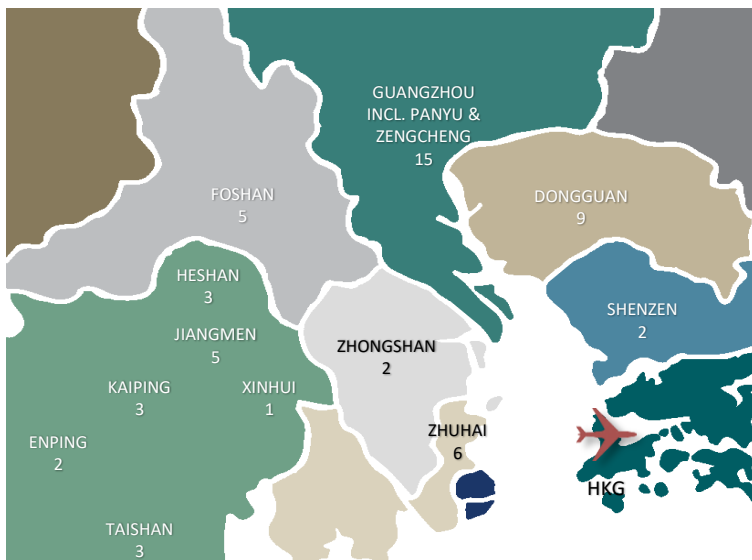 GUANGZHOU
INCL. PANYU &
ZENGCHENG
15
FOSHAN
5
DONGGUAN
9
HESHAN
3
SHENZEN
2
JIANGMEN
5
ZHONGSHAN
2
KAIPING
3
XINHUI
1
ENPING
2
ZHUHAI
6
HKG
TAISHAN
3